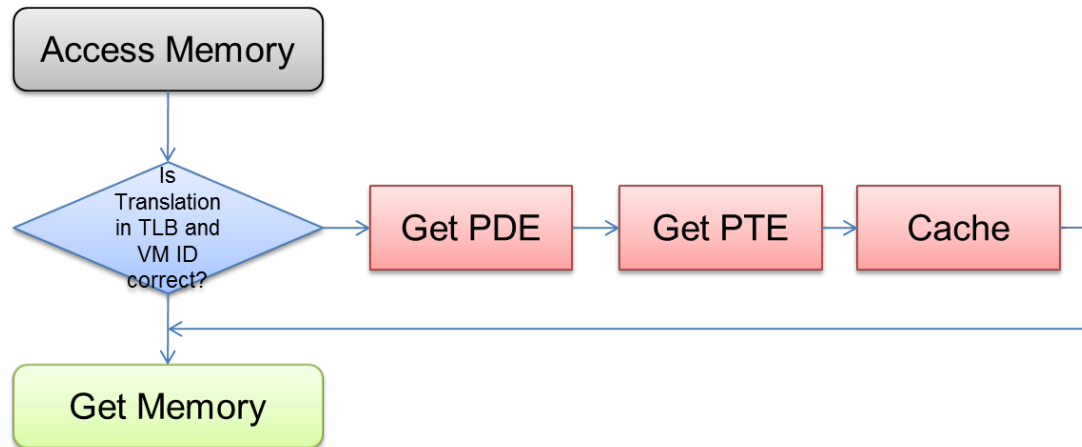 Access Memory
Is
Translation
in TLB and
VM ID
correct?
Get PDE
Get PTE
Cache
Get Memory